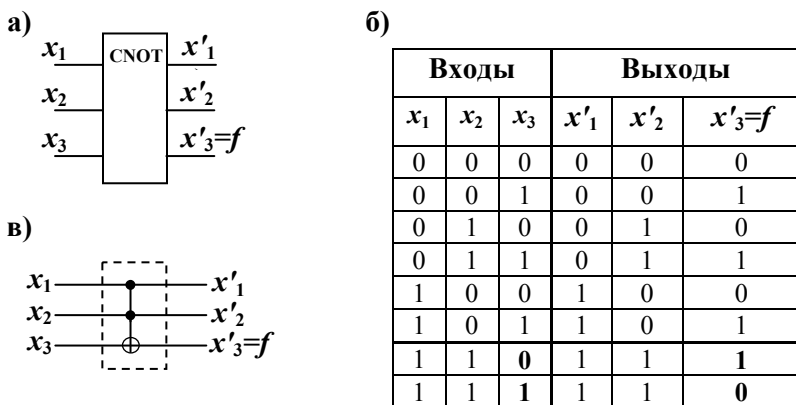 а)
x1 CNOT x'1
x2 x'2
x3 x'3=f
в)
x1 x'1
x2 x'2
x3 x'3=f
б)
Входы Выходы
x1 x2 x3 x'1 x'2 x'3=f
0 0 0 0 0 0
0 0 1 0 0 1
0 1 0 0 1 0
0 1 1 0 1 1
1 0 0 1 0 0
1 0 1 1 0 1
1 1 0 1 1 1
1 1 1 1 1 0